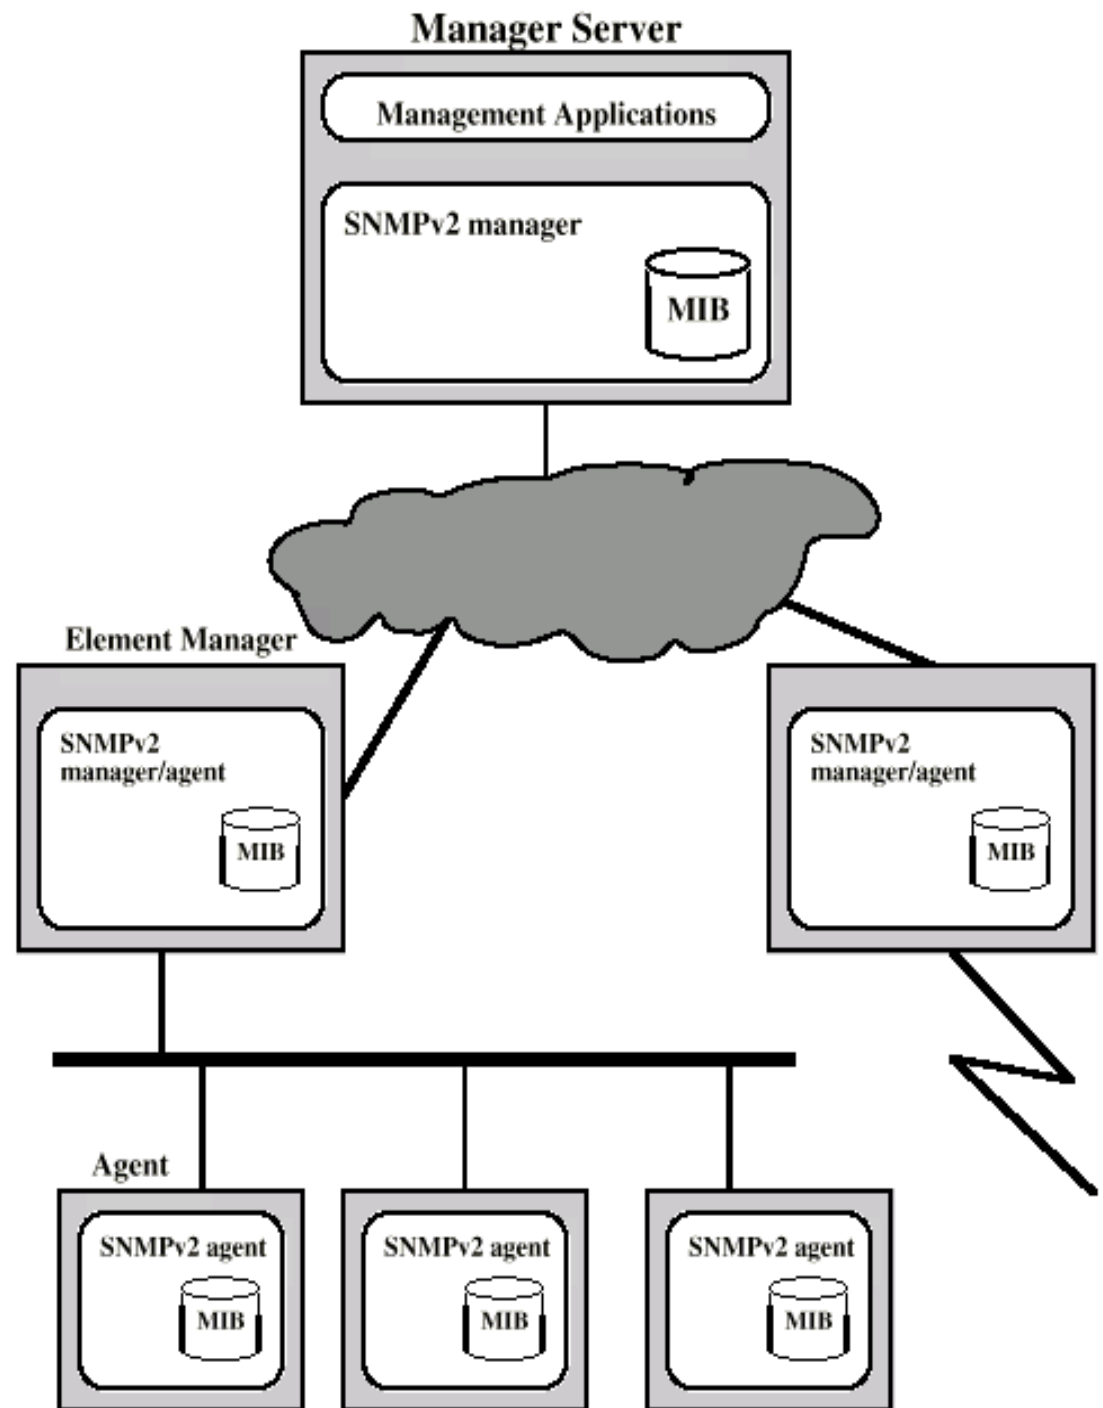 Manager Server
Management Applications
SNMPv2 manager
MIB
Element Manager
SNMPv2
manager/agent
MIB
SNMPv2
manager/agent
MIB
Agent
SNMPv2 agent
MIB
SNMPv2 agent
MIB
SNMPv2 agent
MIB